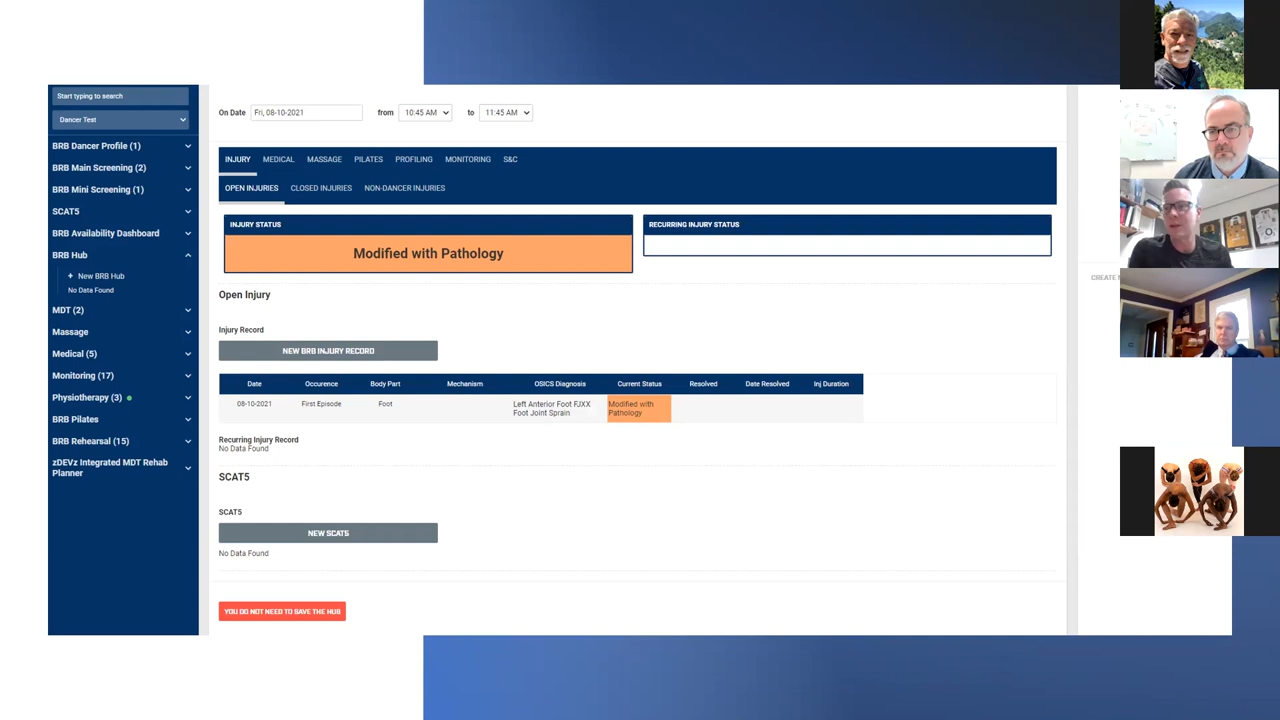 Start typing to search
Dancer Test
BRB Dancer Profile (1)
BRB Main Screening (2)
BRB Mini Screening (1)
SCAT5
BRB Availability Dashboard
BRB Hub
+ New BRB Hub
No Data Found
MDT (2)
Massage
Medical (5)
Monitoring (17)
Physiotherapy (3)
BRB Pilates
BRB Rehearsal (15)
zDEVz Integrated MDT Rehab
Planner
On Date Fri, 08-10-2021 from 10:45 AM to 11:45 AM
INJURY MEDICAL MASSAGE PILATES PROFILING MONITORING S&C
OPEN INJURIES CLOSED INJURIES NON-DANCER INJURIES
INJURY STATUS
Modified with Pathology
RECURRING INJURY STATUS
Open Injury
Injury Record
NEW BRB INJURY RECORD
Date Occurence Body Part Mechanism OSICS Diagnosis Current Status Resolved Date Resolved Inj Duration
08-10-2021 First Episode Foot Left Anterior Foot FJXX Modified with
Foot Joint Sprain Pathology
Recurring Injury Record
No Data Found
SCAT5
SCAT5
NEW SCAT5
No Data Found
YOU DO NOT NEED TO SAVE THE HUB
CREATE